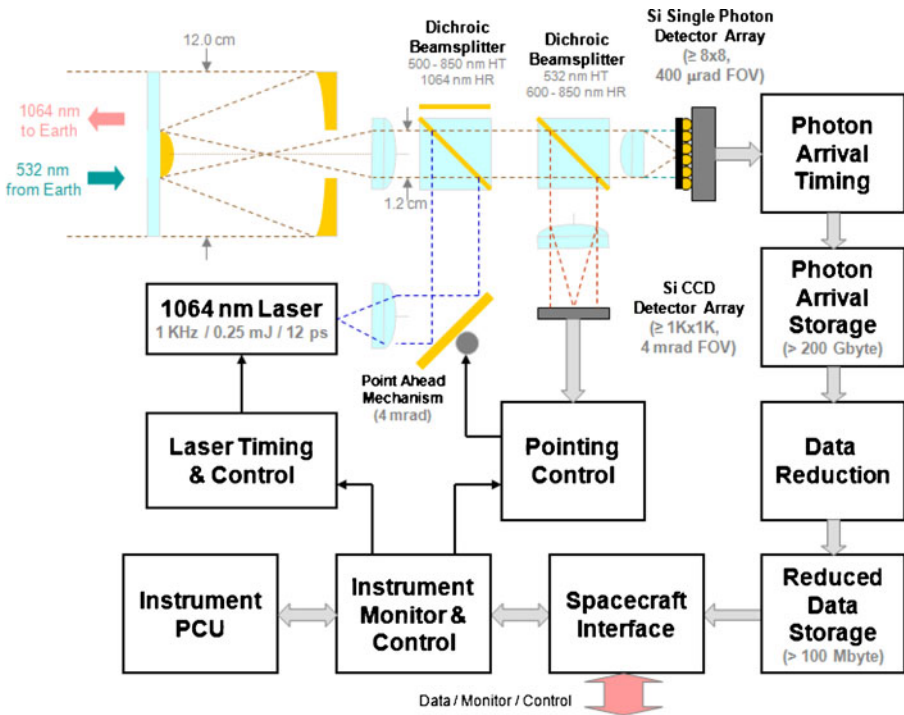 12.0 cm
1064 nm
to Earth
532 nm
from Earth
Dichroic
Beamsplitter
500 - 850 nm HT
1064 nm HR
Dichroic
Beamsplitter
532 nm HT
600 - 850 nm HR
Si Single Photon
Detector Array
(≥ 8x8,
400 µrad FOV)
1.2 cm
Photon
Arrival
Timing
1064 nm Laser
1 KHz / 0.25 mJ / 12 ps
Point Ahead
Mechanism
(4 mrad)
Si CCD
Detector Array
(≥ 1Kx1K,
4 mrad FOV)
Photon
Arrival
Storage
(> 200 Gbyte)
Laser Timing
& Control
Pointing
Control
Data
Reduction
Instrument
PCU
Instrument
Monitor &
Control
Spacecraft
Interface
Reduced
Data
Storage
(> 100 Mbyte)
Data / Monitor / Control